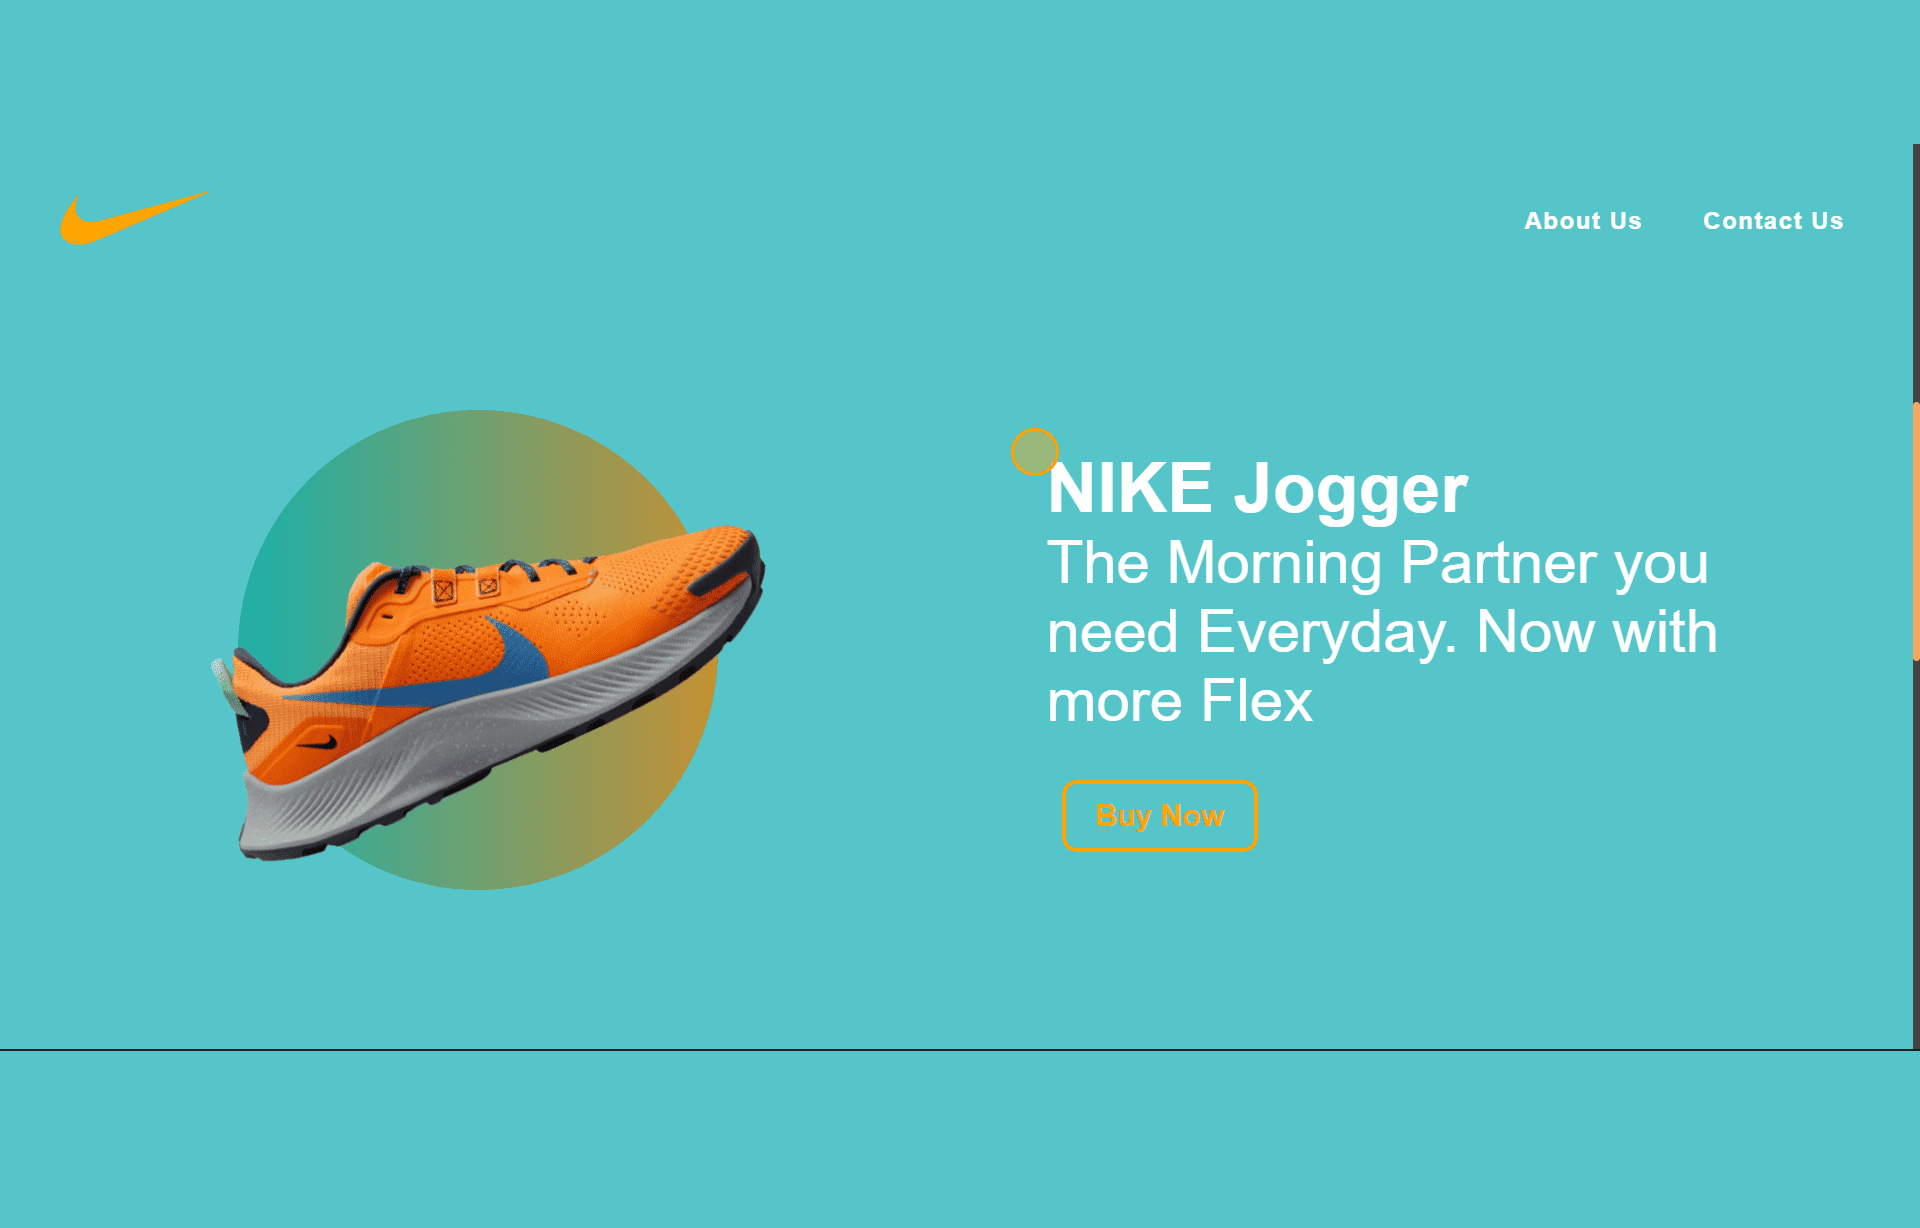 About Us Contact Us
NIKE Jogger
The Morning Partner you
need Everyday. Now with
more Flex
Buy Now